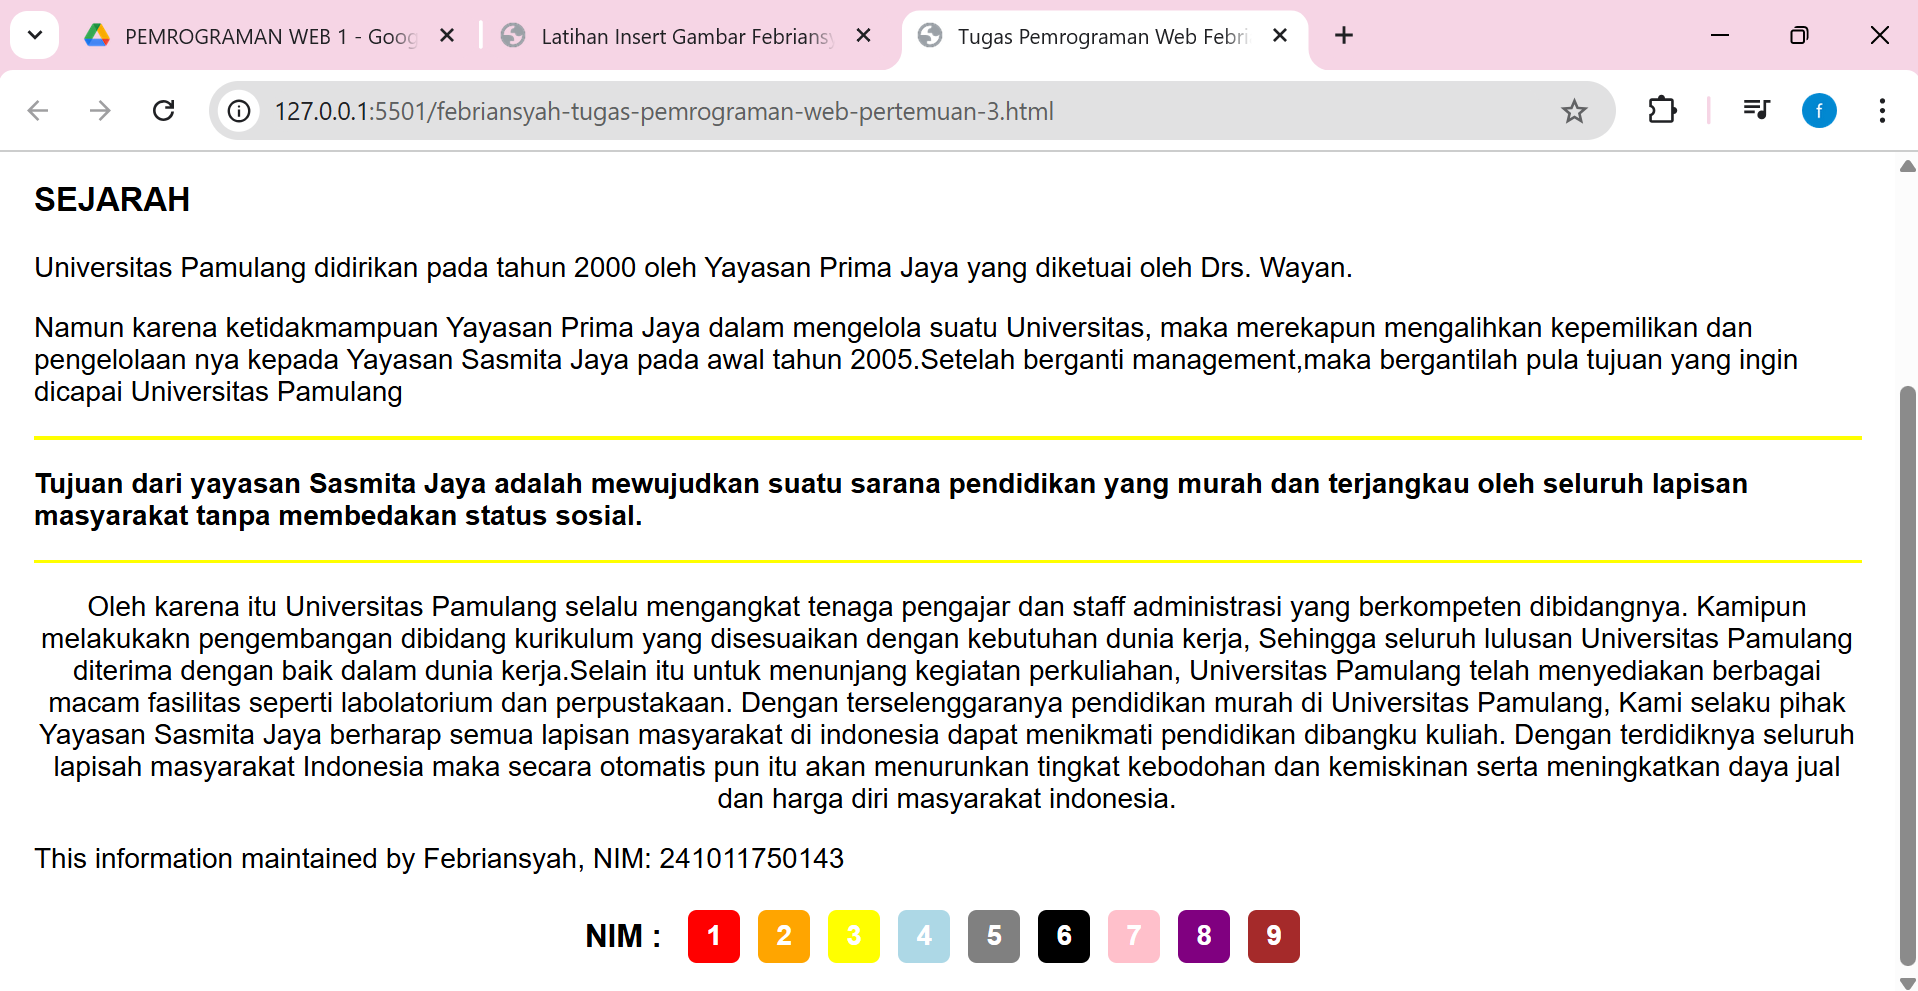 PEMROGRAMAN WEB 1 - Goog
Latihan Insert Gambar Febriansy
Tugas Pemrograman Web Febri
127.0.0.1:5501/febriansyah-tugas-pemrograman-web-pertemuan-3.html
f
SEJARAH
Universitas Pamulang didirikan pada tahun 2000 oleh Yayasan Prima Jaya yang diketuai oleh Drs. Wayan.
Namun karena ketidakmampuan Yayasan Prima Jaya dalam mengelola suatu Universitas, maka merekapun mengalihkan kepemilikan dan
pengelolaan nya kepada Yayasan Sasmita Jaya pada awal tahun 2005.Setelah berganti management,maka bergantilah pula tujuan yang ingin
dicapai Universitas Pamulang
Tujuan dari yayasan Sasmita Jaya adalah mewujudkan suatu sarana pendidikan yang murah dan terjangkau oleh seluruh lapisan
masyarakat tanpa membedakan status sosial.
Oleh karena itu Universitas Pamulang selalu mengangkat tenaga pengajar dan staff administrasi yang berkompeten dibidangnya. Kamipun
melakukakn pengembangan dibidang kurikulum yang disesuaikan dengan kebutuhan dunia kerja, Sehingga seluruh lulusan Universitas Pamulang
diterima dengan baik dalam dunia kerja.Selain itu untuk menunjang kegiatan perkuliahan, Universitas Pamulang telah menyediakan berbagai
macam fasilitas seperti labolatorium dan perpustakaan. Dengan terselenggaranya pendidikan murah di Universitas Pamulang, Kami selaku pihak
Yayasan Sasmita Jaya berharap semua lapisan masyarakat di indonesia dapat menikmati pendidikan dibangku kuliah. Dengan terdidiknya seluruh
lapisah masyarakat Indonesia maka secara otomatis pun itu akan menurunkan tingkat kebodohan dan kemiskinan serta meningkatkan daya jual
dan harga diri masyarakat indonesia.
This information maintained by Febriansyah, NIM: 241011750143
NIM : 1 2 3 4 5 6 7 8 9